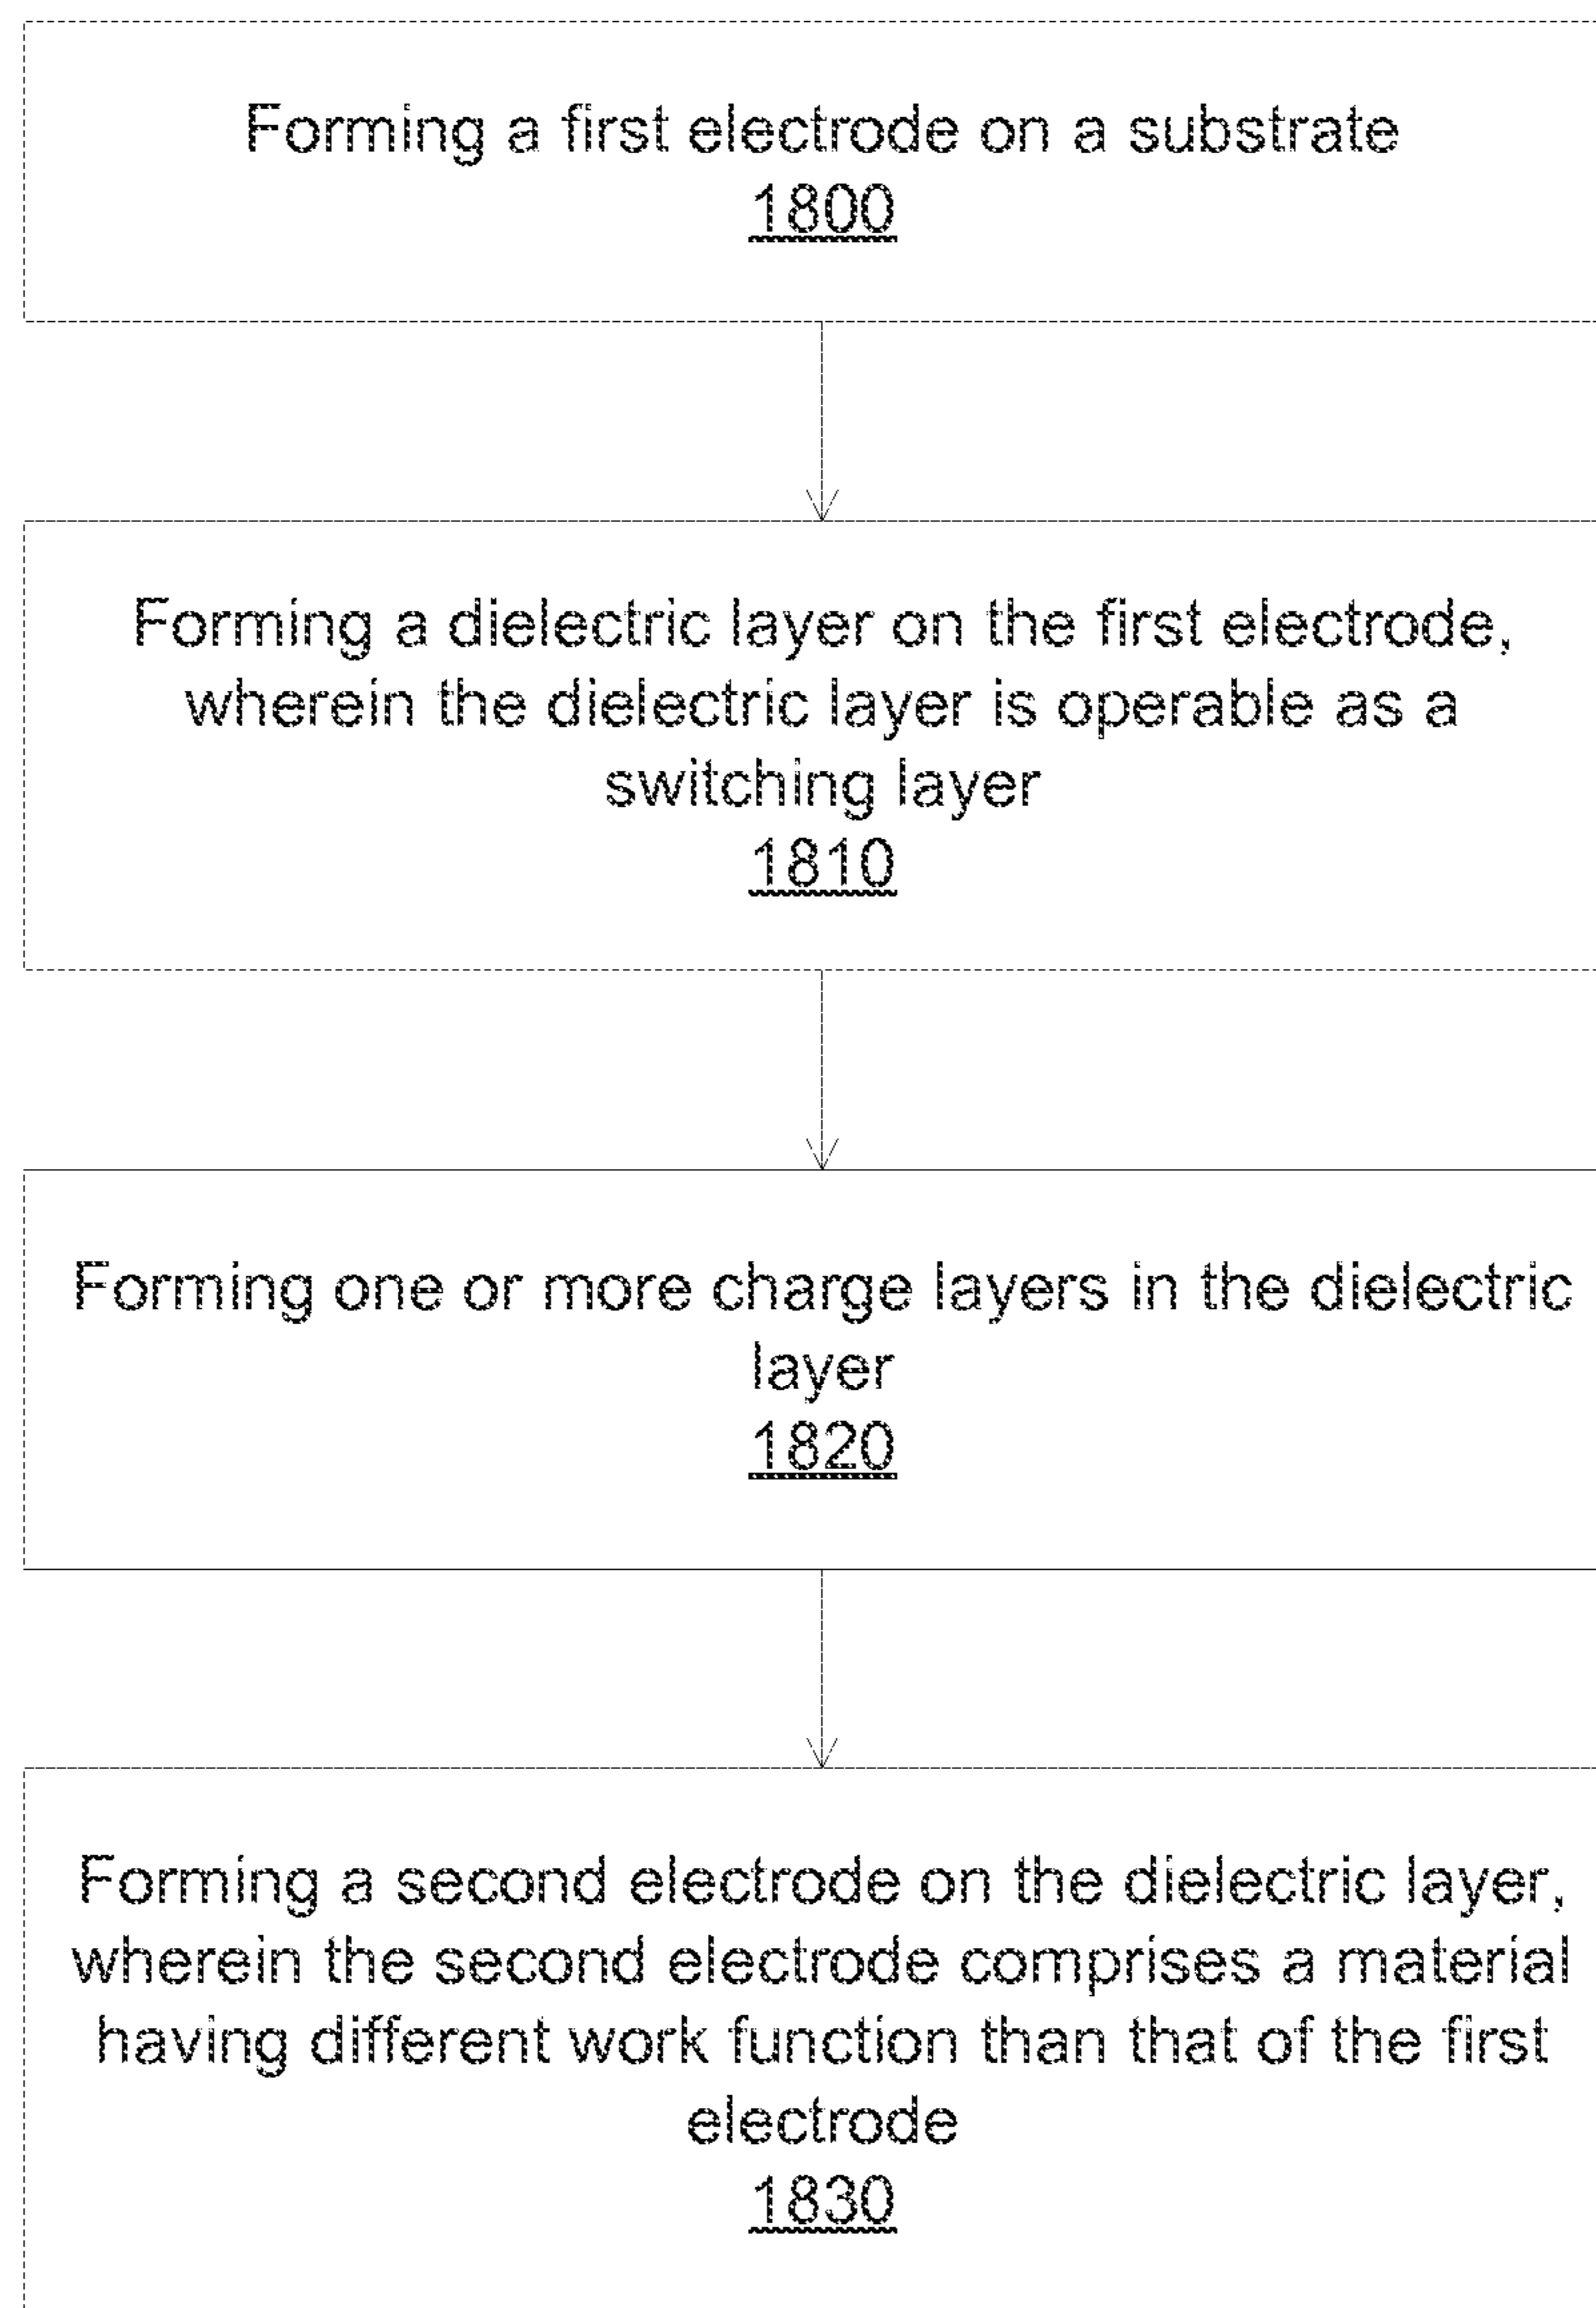 Forming a first electrode on a substrate
1800
Forming a dielectric layer on the first electrode,
wherein the dielectric layer is operable as a
switching layer
1810
Forming one or more charge layers in the dielectric
layer
1820
Forming a second electrode on the dielectric layer,
wherein the second electrode comprises a material
having different work function than that of the first
electrode
1830